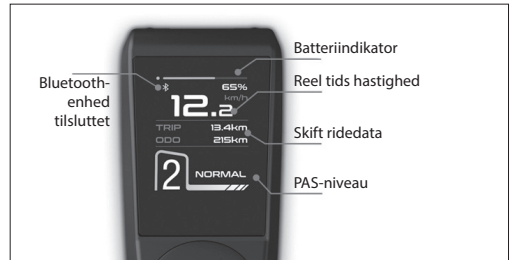 Batteriindikator
Bluetooth-
enhed
tilsluttet
Reel tids hastighed
65%
km/h
12.2
TRIP 13.4km
ODO 215km
Skift ridedata
2 NORMAL
PAS-niveau